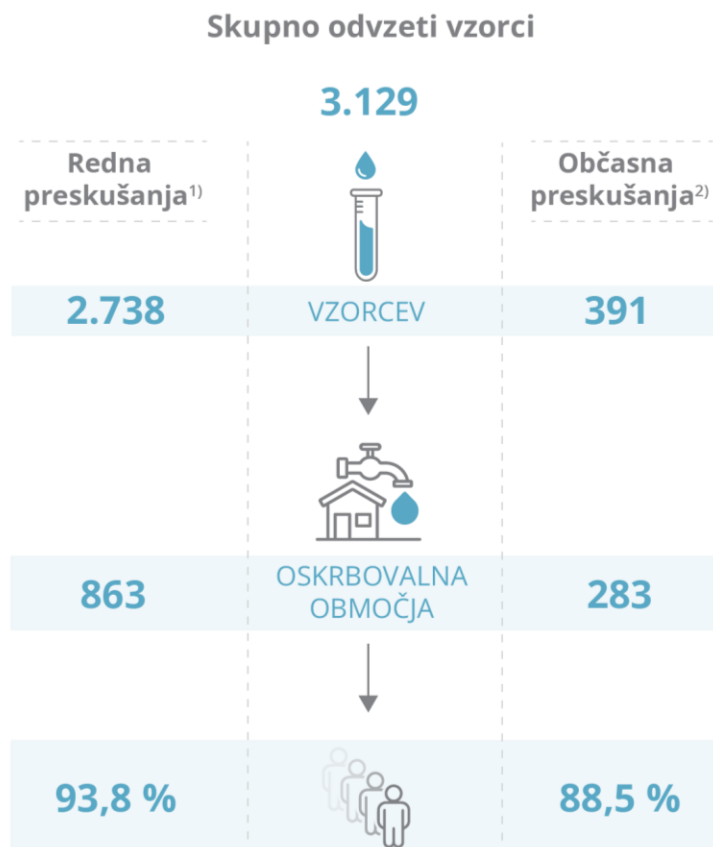 Skupno odvzeti vzorci
3.129
Redna
preskušanja¹⁾
Občasna
preskušanja²⁾
2.738
VZORCEV
391
863
OSKRBOVALNA
OBMOČJA
283
93,8 %
88,5 %